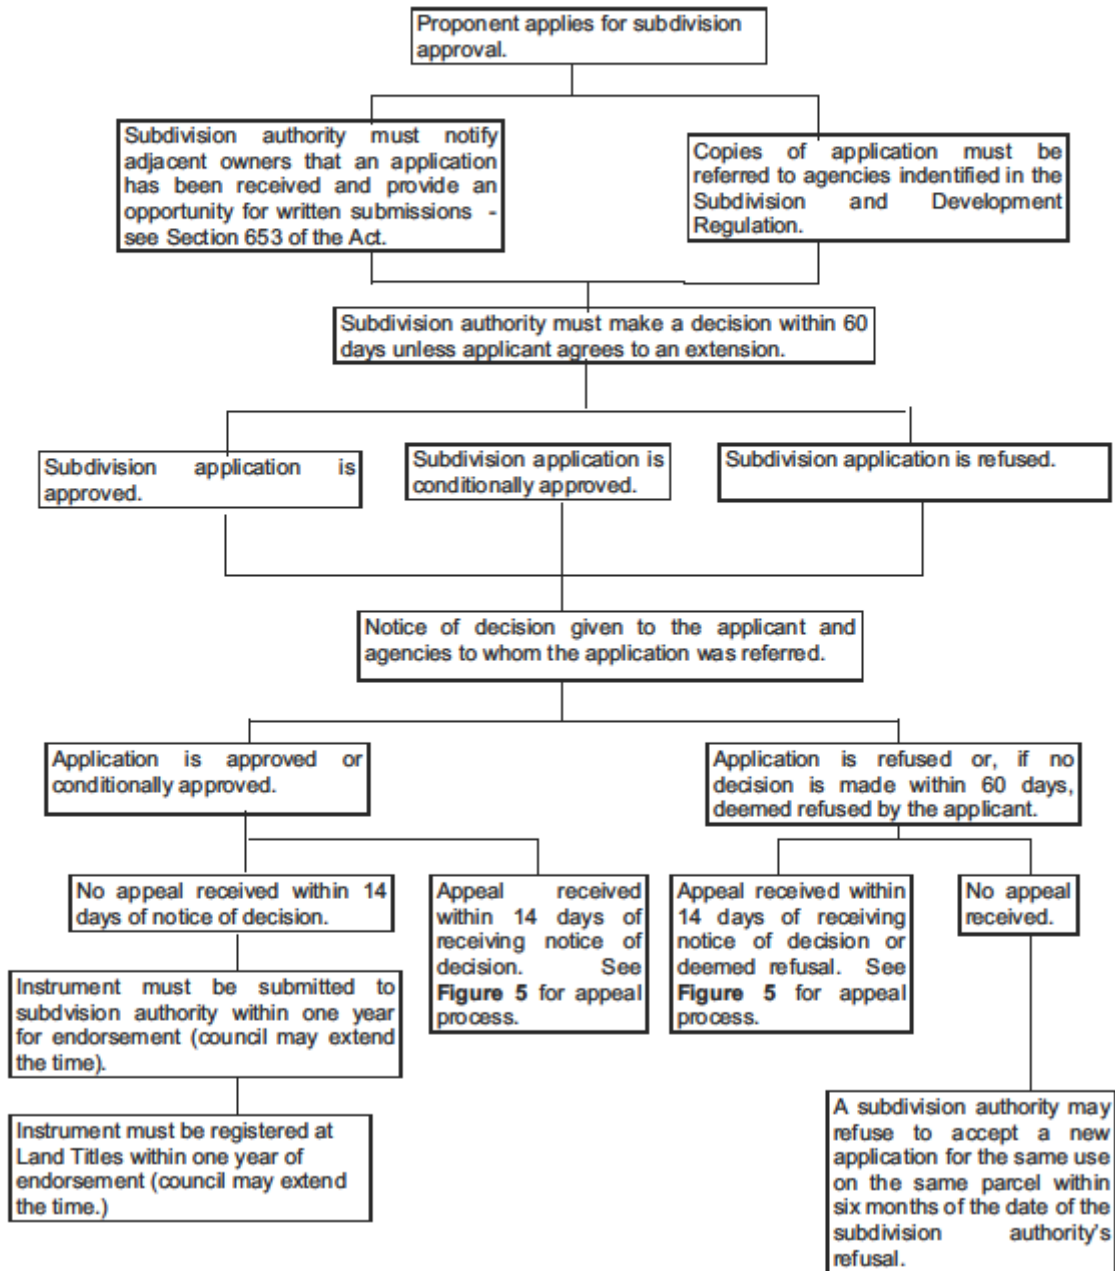 Proponent applies for subdivision
approval.
Subdivision authority must notify
adjacent owners that an application
has been received and provide an
opportunity for written submissions -
see Section 653 of the Act.
Copies of application must be
referred to agencies indentified in the
Subdivision and Development
Regulation.
Subdivision authority must make a decision within 60
days unless applicant agrees to an extension.
Subdivision application is
approved.
Subdivision application is
conditionally approved.
Subdivision application is refused.
Notice of decision given to the applicant and
agencies to whom the application was referred.
Application is approved or
conditionally approved.
Application is refused or, if no
decision is made within 60 days,
deemed refused by the applicant.
No appeal received within 14
days of notice of decision.
Appeal received
within 14 days of
receiving notice of
decision. See
Figure 5 for appeal
process.
Appeal received within
14 days of receiving
notice of decision or
deemed refusal. See
Figure 5 for appeal
process.
No appeal
received.
Instrument must be submitted to
subdvision authority within one year
for endorsement (council may extend
the time).
Instrument must be registered at
Land Titles within one year of
endorsement (council may extend
the time.)
A subdivision authority may
refuse to accept a new
application for the same use
on the same parcel within
six months of the date of the
subdivision authority's
refusal.